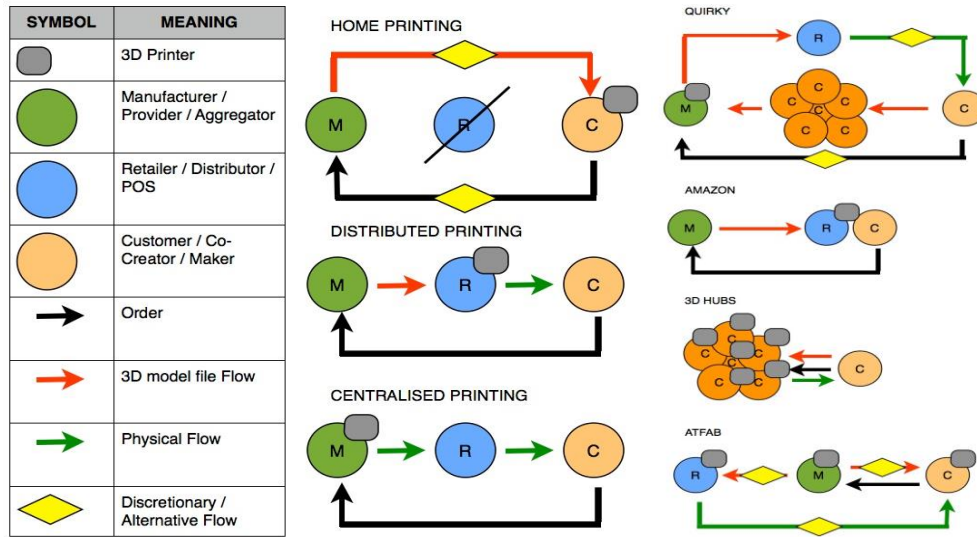 SYMBOL MEANING
3D Printer
Manufacturer /
Provider / Aggregator
Retailer / Distributor /
POS
Customer / Co-
Creator / Maker
Order
3D model file Flow
Physical Flow
Discretionary /
Alternative Flow
HOME PRINTING
M R C
DISTRIBUTED PRINTING
M R C
CENTRALISED PRINTING
M R C
QUIRKY
R
C
C C
M C C
C C
AMAZON
M R C
3D HUBS
C
C C
C C
C C
ATFAB
R M C